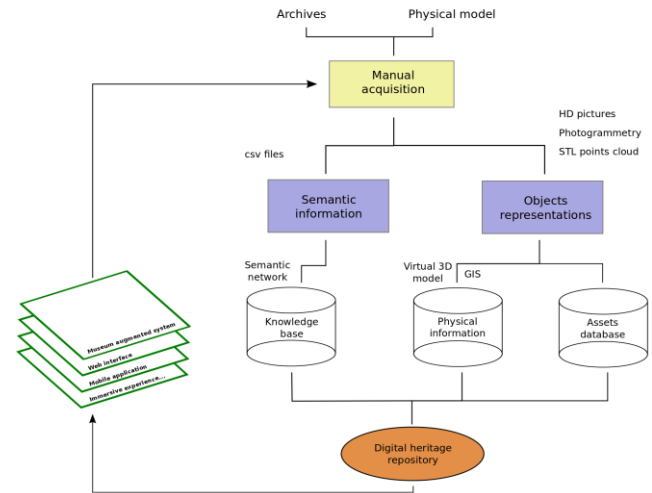 Archives
Physical model
Manual
acquisition
HD pictures
Photogrammetry
STL points cloud
csv files
Semantic
information
Objects
representations
Semantic
network
Virtual 3D
model
GIS
Knowledge
base
Physical
information
Assets
database
Museum augmented system
Web interface
Mobile application
Immersive experience...
Digital heritage
repository